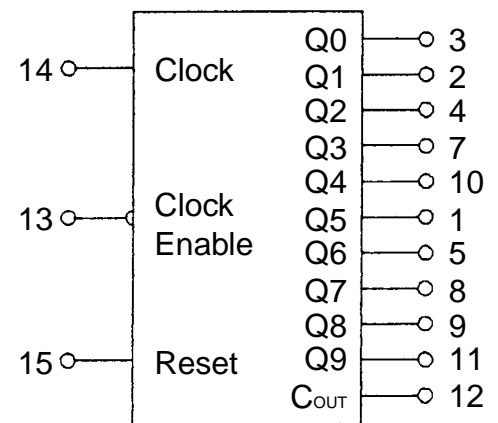 Q0 3
14 Clock Q1 2
Q2 4
Q3 7
Q4 10
13 Clock Enable Q5 1
Q6 5
Q7 8
Q8 9
15 Reset Q9 11
COUT 12